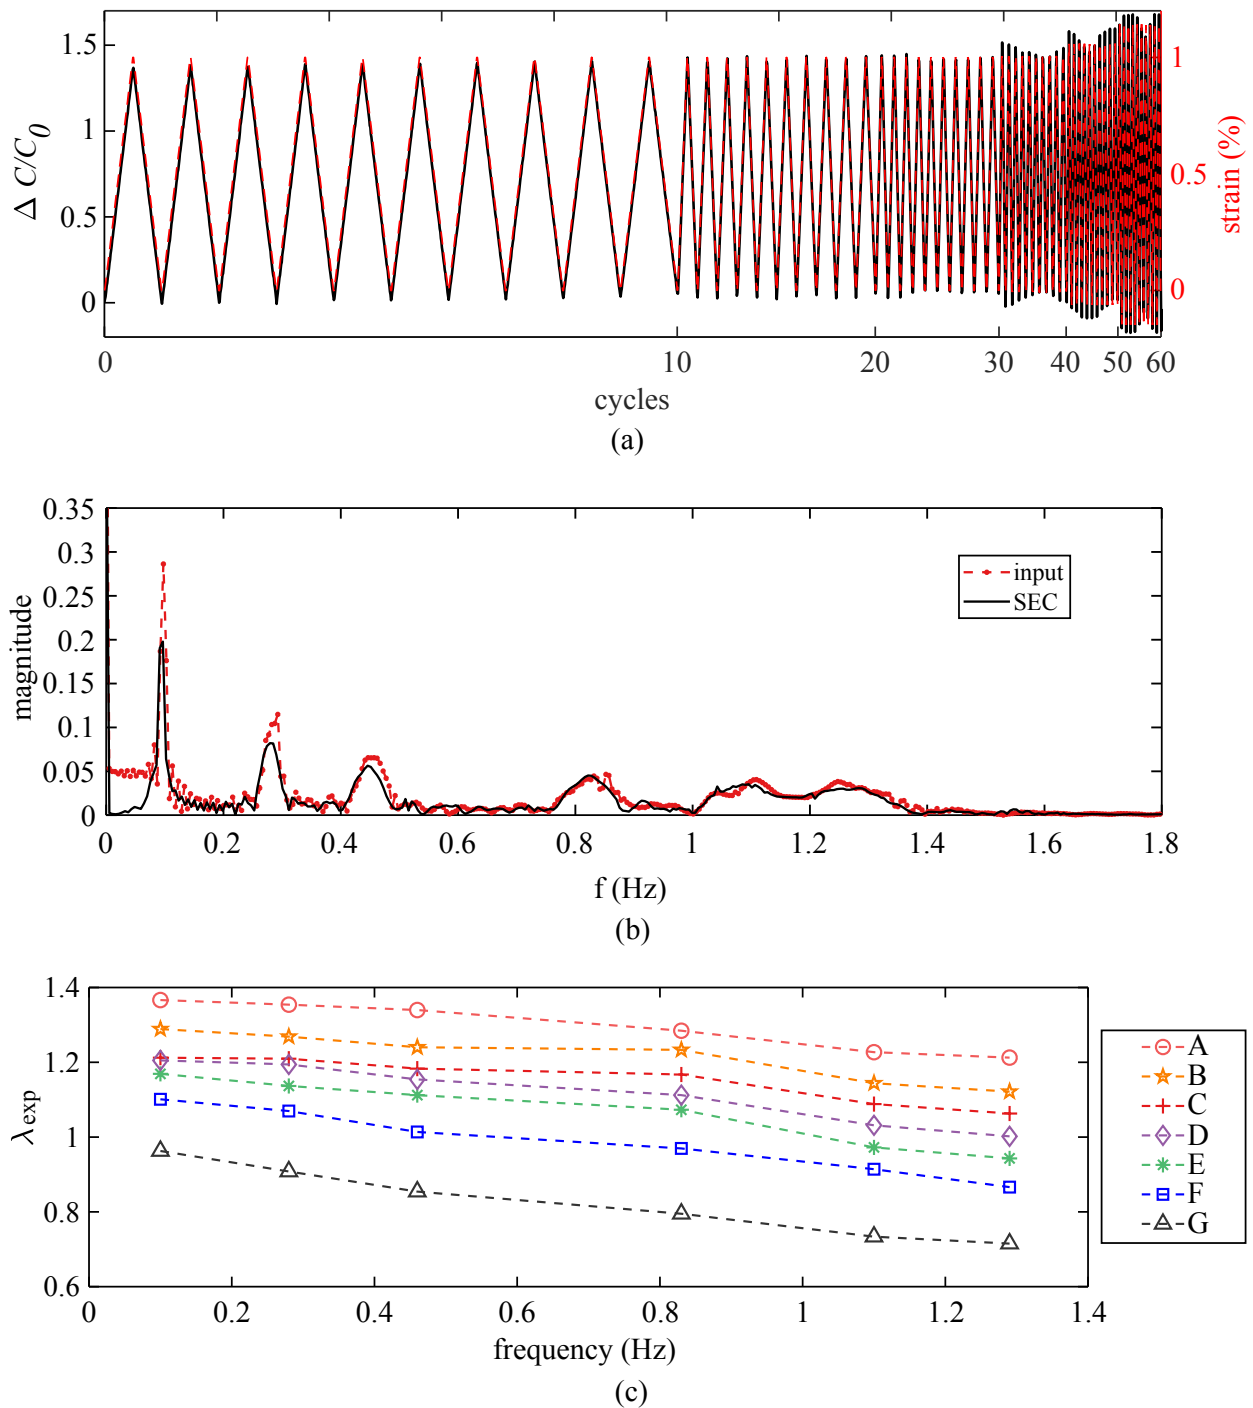 1.5
1
0.5
0
Δ C/C0
1
0.5
0
strain (%)
0 10 20 30 40 50 60
cycles
(a)
0.35
0.3
0.25
0.2
0.15
0.1
0.05
0
magnitude
input
SEC
0 0.2 0.4 0.6 0.8 1 1.2 1.4 1.6 1.8
f (Hz)
(b)
1.4
1.2
1
0.8
0.6
λexp
A
B
C
D
E
F
G
0 0.2 0.4 0.6 0.8 1 1.2 1.4
frequency (Hz)
(c)